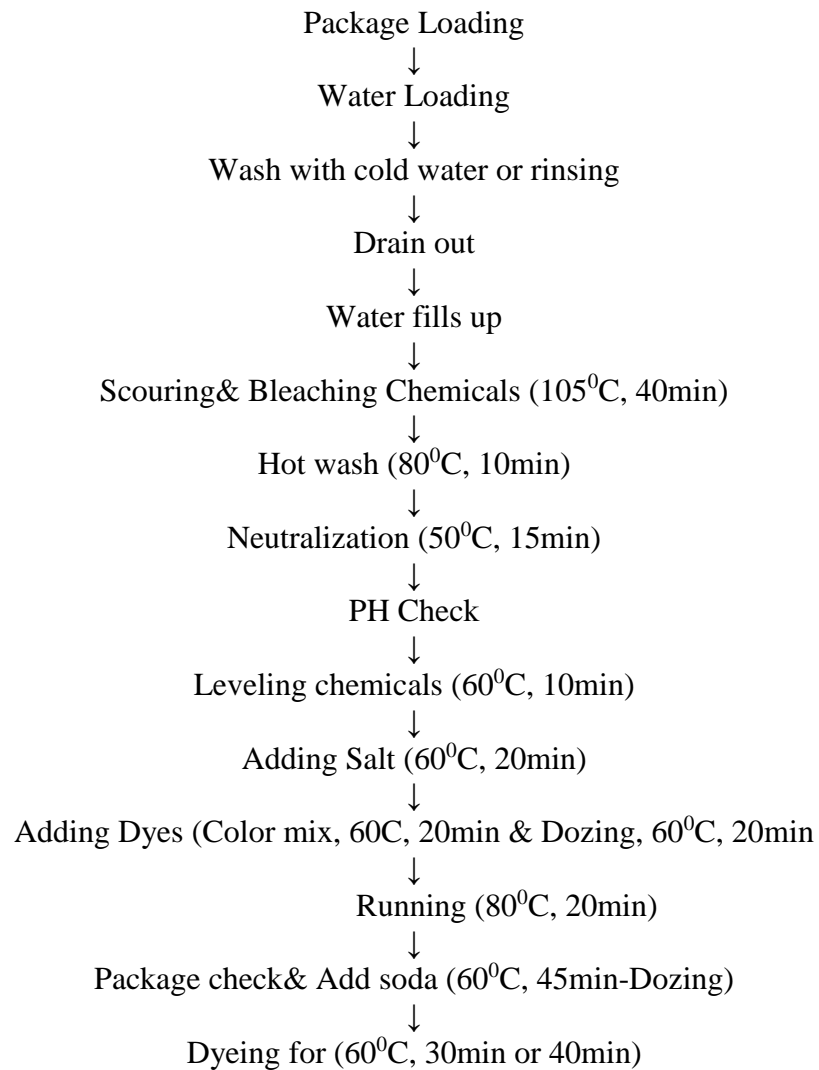 Package Loading
↓
Water Loading
↓
Wash with cold water or rinsing
↓
Drain out
↓
Water fills up
↓
Scouring& Bleaching Chemicals (105⁰C, 40min)
↓
Hot wash (80⁰C, 10min)
↓
Neutralization (50⁰C, 15min)
↓
PH Check
↓
Leveling chemicals (60⁰C, 10min)
↓
Adding Salt (60⁰C, 20min)
↓
Adding Dyes (Color mix, 60C, 20min & Dozing, 60⁰C, 20min
↓
Running (80⁰C, 20min)
↓
Package check& Add soda (60⁰C, 45min-Dozing)
↓
Dyeing for (60⁰C, 30min or 40min)